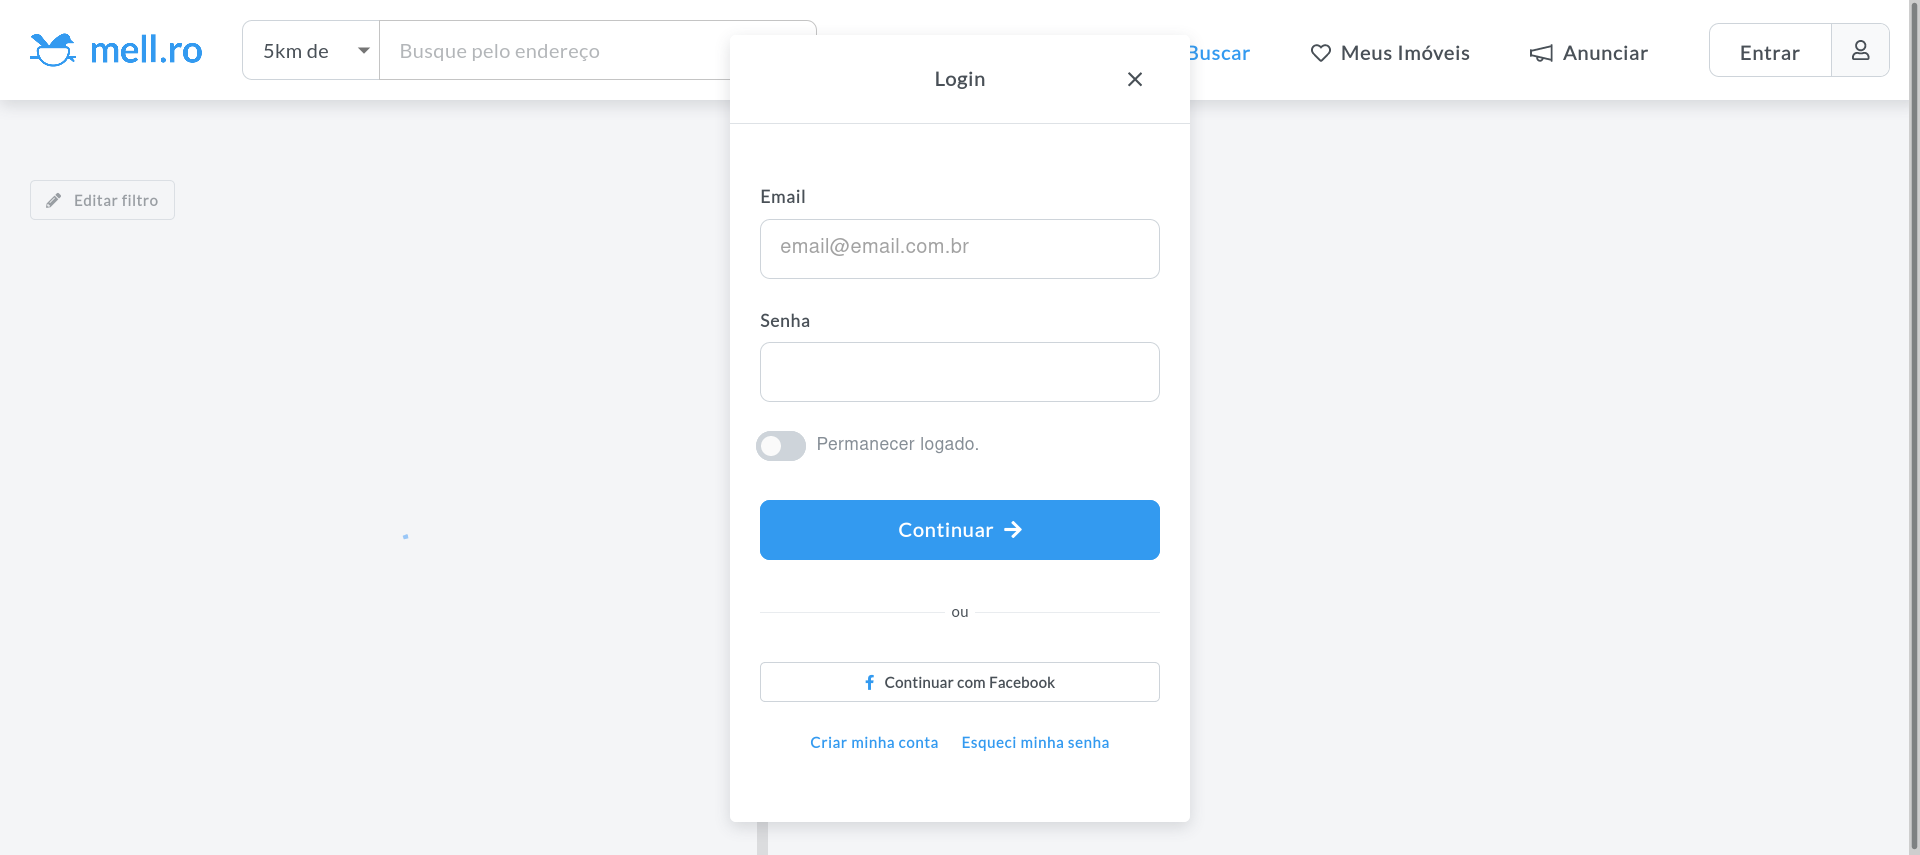 mell.ro
5km de
Busque pelo endereço
Buscar
Meus Imóveis
Anunciar
Entrar
Login
Editar filtro
Email
email@email.com.br
Senha
Permanecer logado.
Continuar
ou
Continuar com Facebook
Criar minha conta
Esqueci minha senha